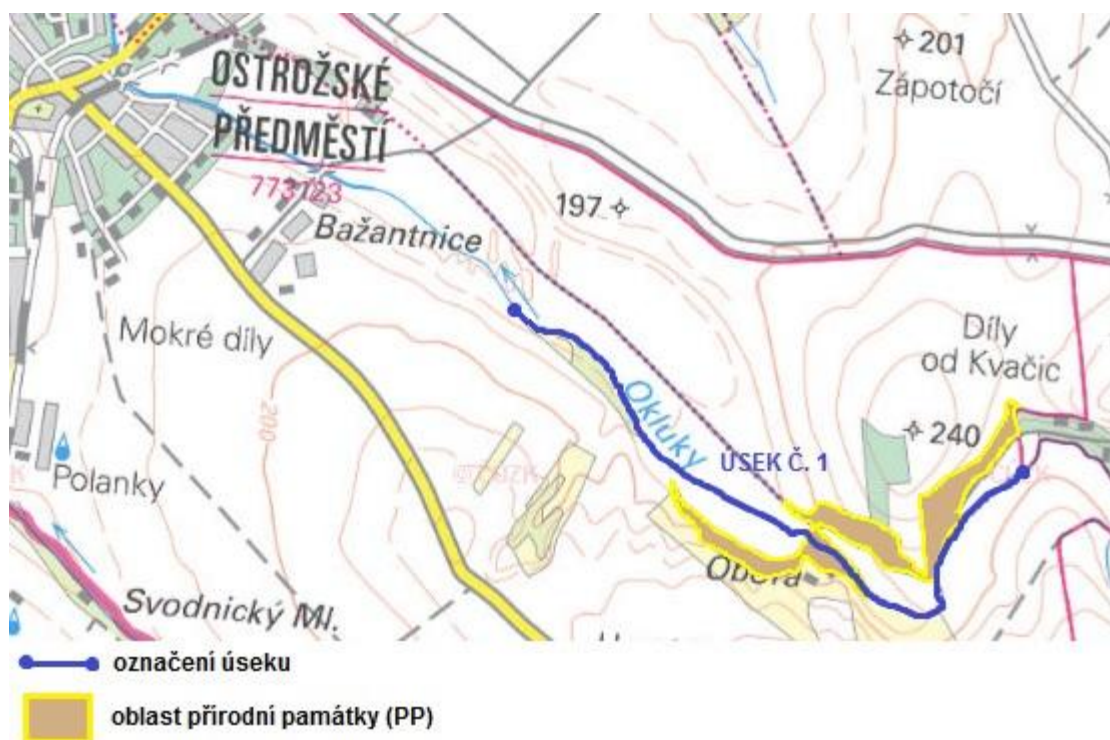 OSTROŽSKÉ
PŘEDMĚSTÍ
773723
201
Zápotočí
197
Bažantnice
Mokré díly
Díly
od Kvačic
200
Okluky
240
ÚSEK Č. 1
Polanky
Obora
Svodnický Ml.
označení úseku
oblast přírodní památky (PP)